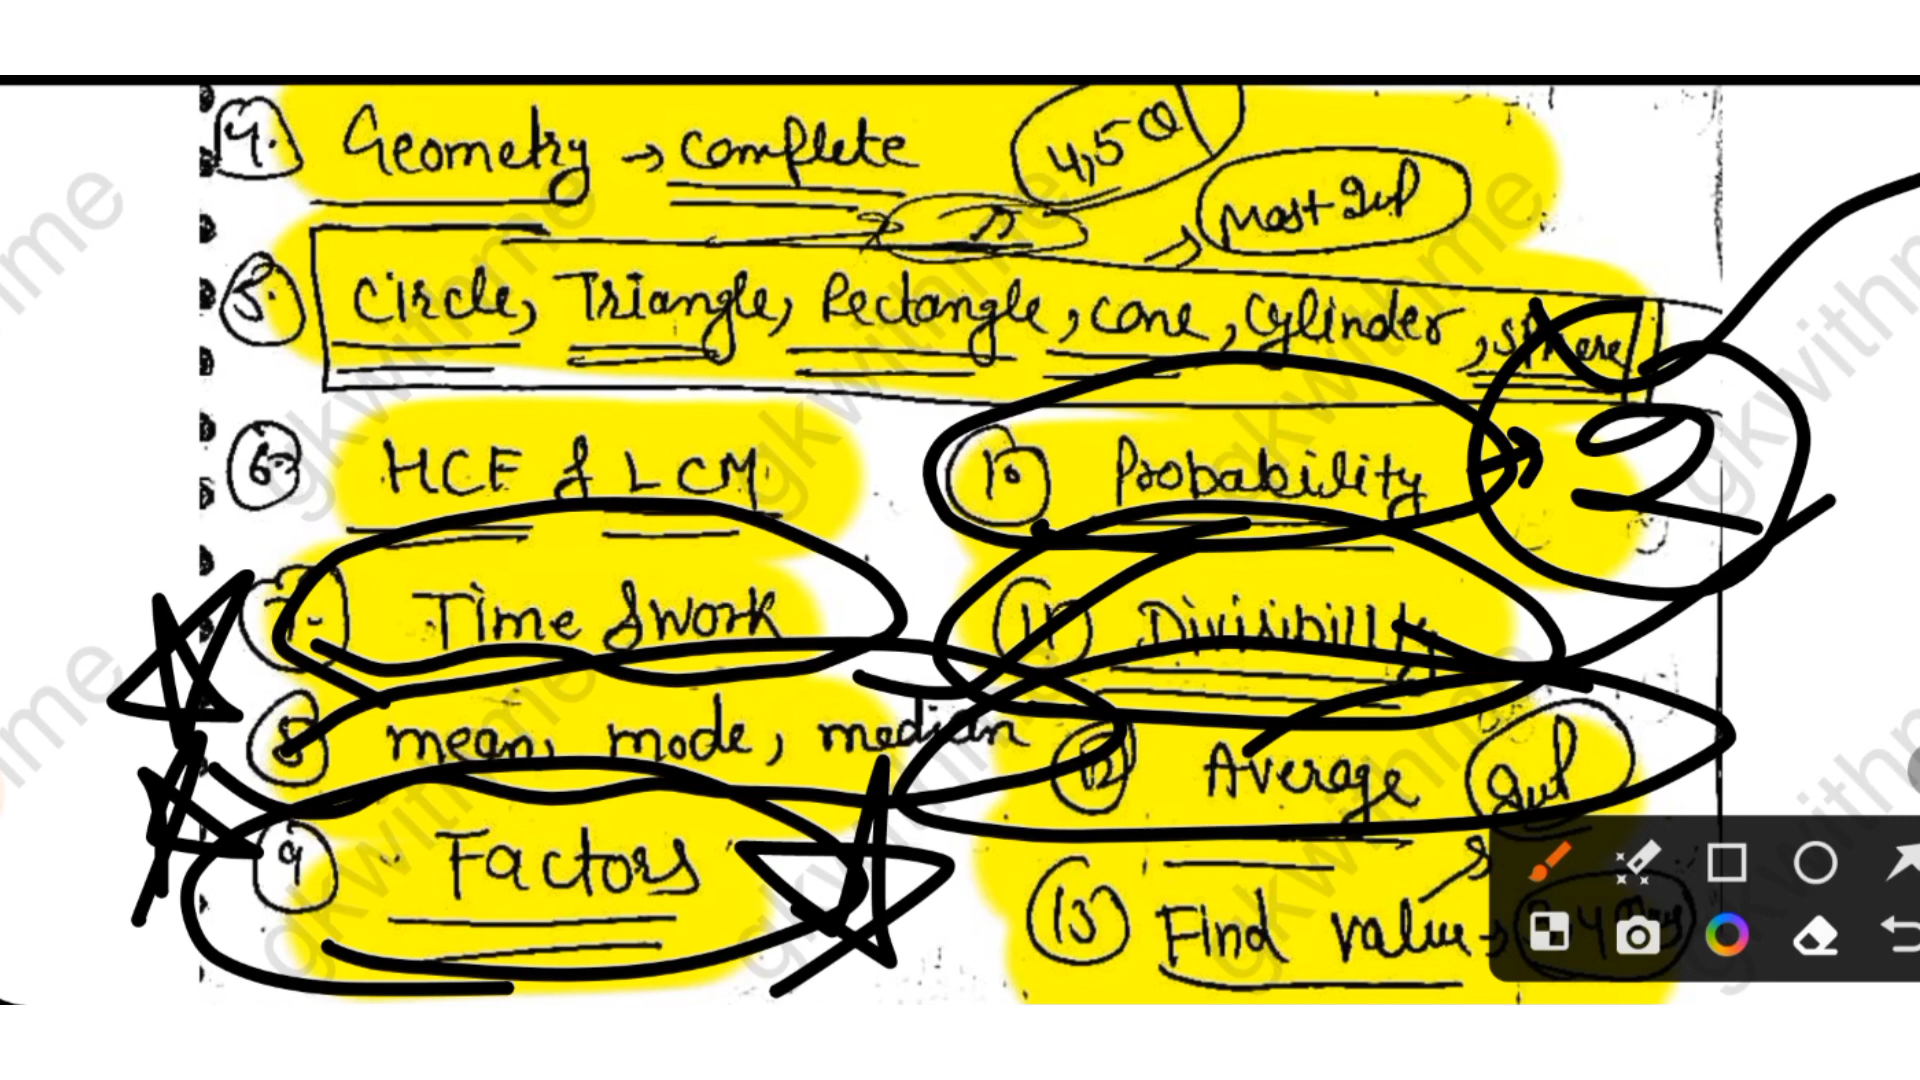 4. Geometry → complete 4,5 Q
→ Most Imp
5. Circle, Triangle, Rectangle, cone, Cylinder, sphere
6. HCF & LCM
7. Time & Work
8. mean, mode, median
9. Factors
10. Probability → 2
11. Divisibility
12. Average Imp
13. Find value →
gkwithme